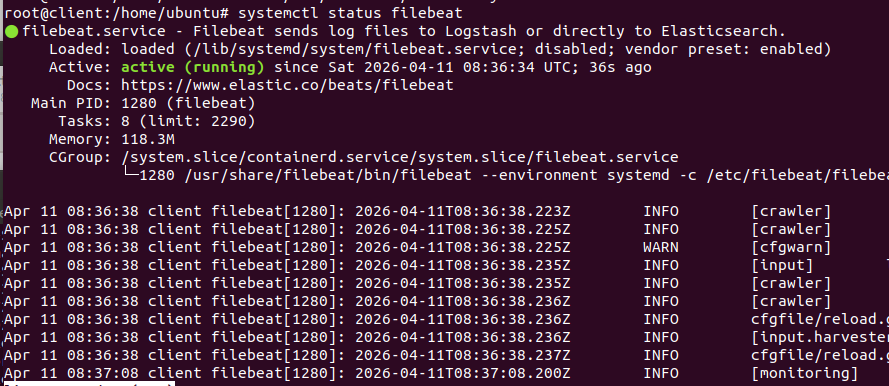 root@client:/home/ubuntu# systemctl status filebeat
● filebeat.service - Filebeat sends log files to Logstash or directly to Elasticsearch.
     Loaded: loaded (/lib/systemd/system/filebeat.service; disabled; vendor preset: enabled)
     Active: active (running) since Sat 2026-04-11 08:36:34 UTC; 36s ago
       Docs: https://www.elastic.co/beats/filebeat
   Main PID: 1280 (filebeat)
      Tasks: 8 (limit: 2290)
     Memory: 118.3M
     CGroup: /system.slice/containerd.service/system.slice/filebeat.service
             └─1280 /usr/share/filebeat/bin/filebeat --environment systemd -c /etc/filebeat/filebea
Apr 11 08:36:38 client filebeat[1280]: 2026-04-11T08:36:38.223Z        INFO        [crawler]
Apr 11 08:36:38 client filebeat[1280]: 2026-04-11T08:36:38.225Z        INFO        [crawler]
Apr 11 08:36:38 client filebeat[1280]: 2026-04-11T08:36:38.225Z        WARN        [cfgwarn]
Apr 11 08:36:38 client filebeat[1280]: 2026-04-11T08:36:38.235Z        INFO        [input]
Apr 11 08:36:38 client filebeat[1280]: 2026-04-11T08:36:38.235Z        INFO        [crawler]
Apr 11 08:36:38 client filebeat[1280]: 2026-04-11T08:36:38.236Z        INFO        [crawler]
Apr 11 08:36:38 client filebeat[1280]: 2026-04-11T08:36:38.236Z        INFO        cfgfile/reload.g
Apr 11 08:36:38 client filebeat[1280]: 2026-04-11T08:36:38.236Z        INFO        [input.harveste
Apr 11 08:36:38 client filebeat[1280]: 2026-04-11T08:36:38.237Z        INFO        cfgfile/reload.g
Apr 11 08:37:08 client filebeat[1280]: 2026-04-11T08:37:08.200Z        INFO        [monitoring]